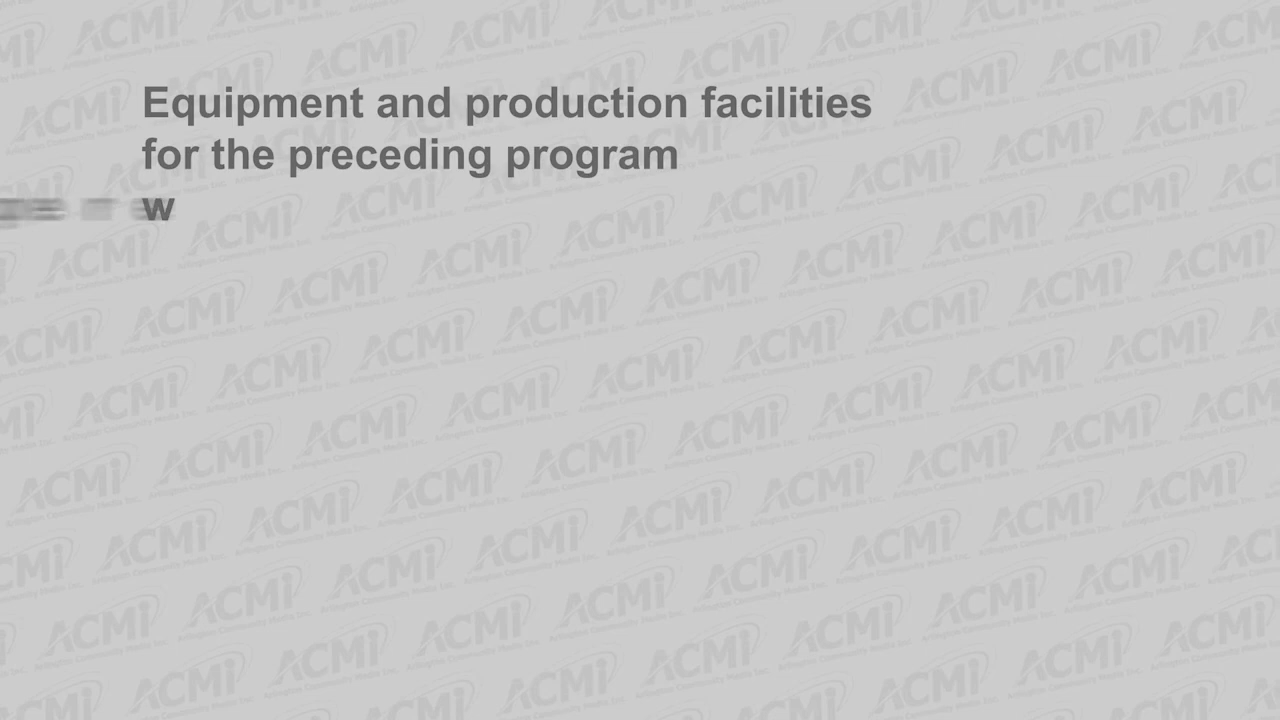 Equipment and production facilities
for the preceding program
w